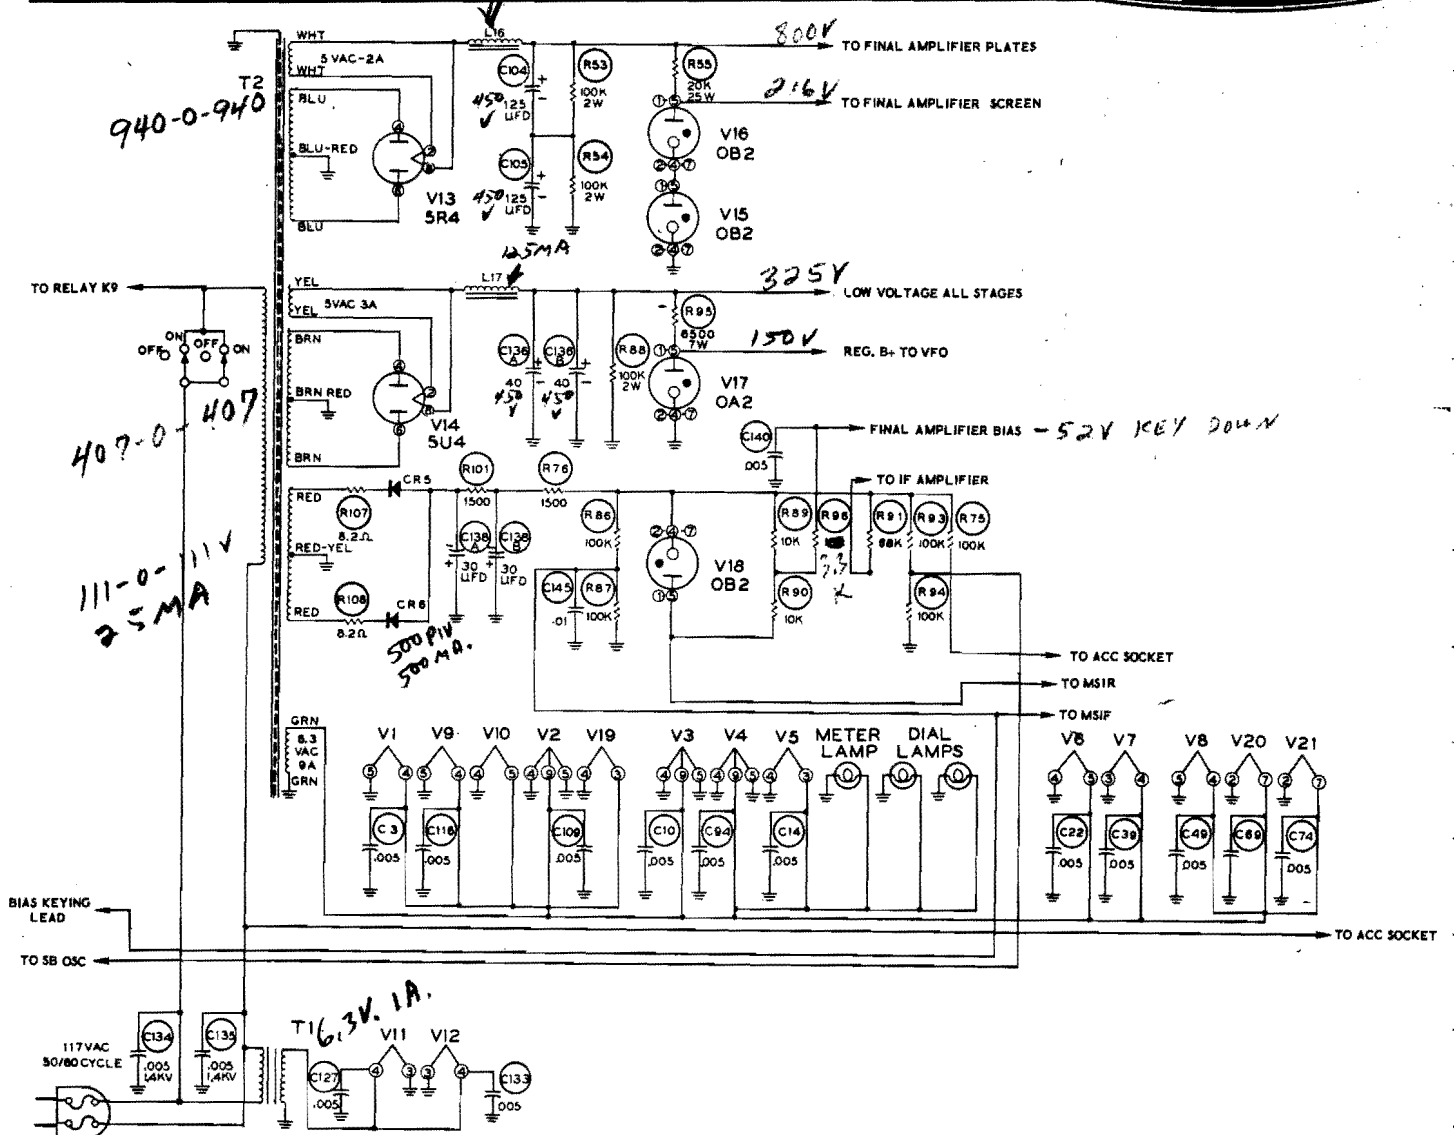 WHT
L16
800V
TO FINAL AMPLIFIER PLATES
5 VAC-2A
T2
WHT
C104
450V
125
UFD
R53
100K
2W
R55
20K
25W
216V
TO FINAL AMPLIFIER SCREEN
940-0-940
BLU
BLU-RED
BLU
V13
5R4
C105
450V
125
UFD
R54
100K
2W
V16
OB2
V15
OB2
125MA
TO RELAY K9
YEL
L17
325V
LOW VOLTAGE ALL STAGES
5VAC 3A
YEL
ON
OFF
OFF
ON
BRN
BRN RED
BRN
C136
A
40
450V
C136
B
40
450V
R88
100K
2W
R95
6500
7W
150V
REG. B+ TO VFO
V17
OA2
407-0-407
V14
5U4
C140
.005
FINAL AMPLIFIER BIAS -52V KEY DOWN
R101
1500
R76
1500
TO IF AMPLIFIER
RED
CR5
R107
8.2Ω
RED-YEL
C138
A
30
UFD
C138
B
30
UFD
R86
100K
R89
10K
R96
3.3K
R91
68K
R93
100K
R75
100K
111-0-111V
25MA
V18
OB2
RED
R108
8.2Ω
CR6
500 PIV
500 MA.
C145
.01
R87
100K
R90
10K
R94
100K
TO ACC SOCKET
TO MS1R
TO MS1F
GRN
6.3
VAC
9A
GRN
V1 V9 V10 V2 V19 V3 V4 V5
METER
LAMP
DIAL
LAMPS
V6 V7 V8 V20 V21
C3
.005
C116
.005
C109
.005
C10
.005
C94
.005
C14
.005
C22
.005
C39
.005
C49
.005
C69
.005
C74
.005
BIAS KEYING
LEAD
TO ACC SOCKET
TO SB OSC
117VAC
50/60CYCLE
C134
.005
1.4KV
C135
.005
1.4KV
T1 6.3V. 1A.
V11 V12
C127
.005
C133
.005